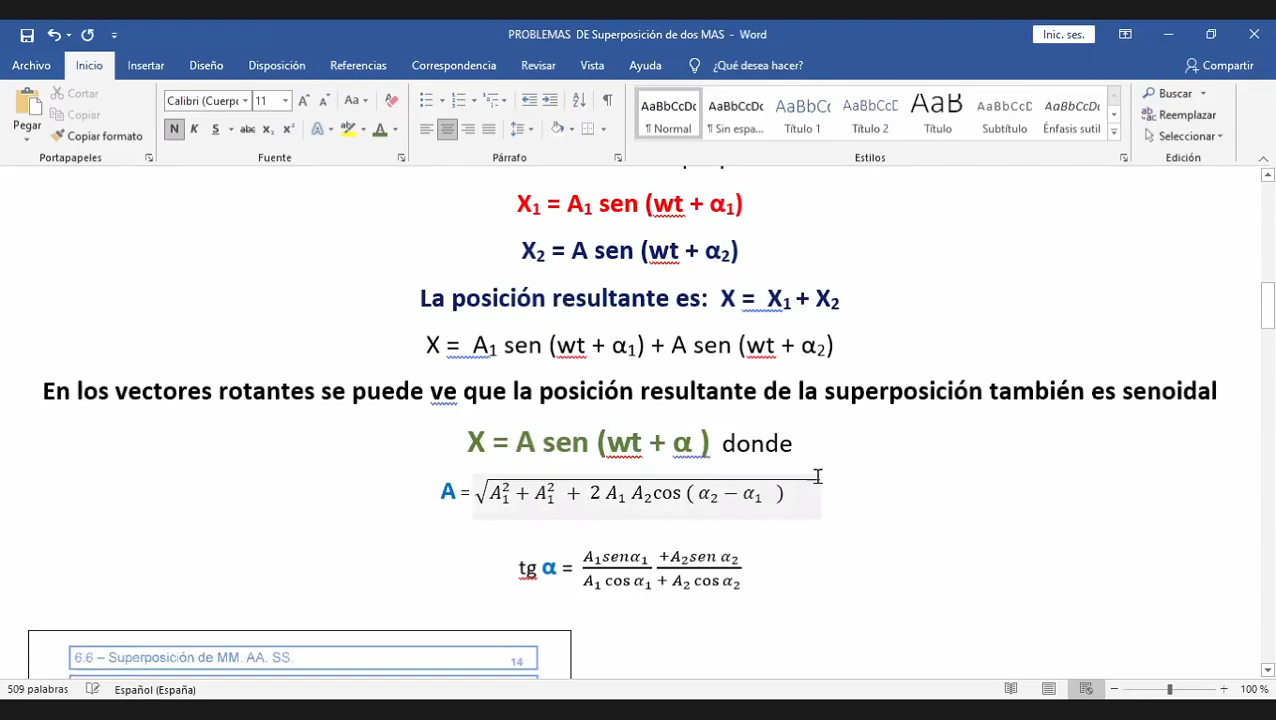 PROBLEMAS DE Superposición de dos MAS - Word
Inic. ses.
Archivo Inicio Insertar Diseño Disposición Referencias Correspondencia Revisar Vista Ayuda ¿Qué desea hacer? Compartir
Pegar
Cortar
Copiar
Copiar formato
Portapapeles
Calibri (Cuerpo 11
Aa
N K S abc x₂ x²
Fuente
Párrafo
AaBbCcDc AaBbCcDc AaBbCc AaBbCcC AaB AaBbCcD AaBbCcDc
¶ Normal ¶ Sin espa... Título 1 Título 2 Título Subtítulo Énfasis sutil
Estilos
Buscar
Reemplazar
Seleccionar
Edición
X₁ = A₁ sen (wt + α₁)
X₂ = A sen (wt + α₂)
La posición resultante es: X = X₁ + X₂
X = A₁ sen (wt + α₁) + A sen (wt + α₂)
En los vectores rotantes se puede ve que la posición resultante de la superposición también es senoidal
X = A sen (wt + α ) donde
A = √A₁² + A₁² + 2 A₁ A₂cos ( α₂ − α₁ )
tg α = A₁senα₁ +A₂sen α₂
A₁ cos α₁ + A₂ cos α₂
6.6 – Superposición de MM. AA. SS. 14
509 palabras Español (España) 100 %